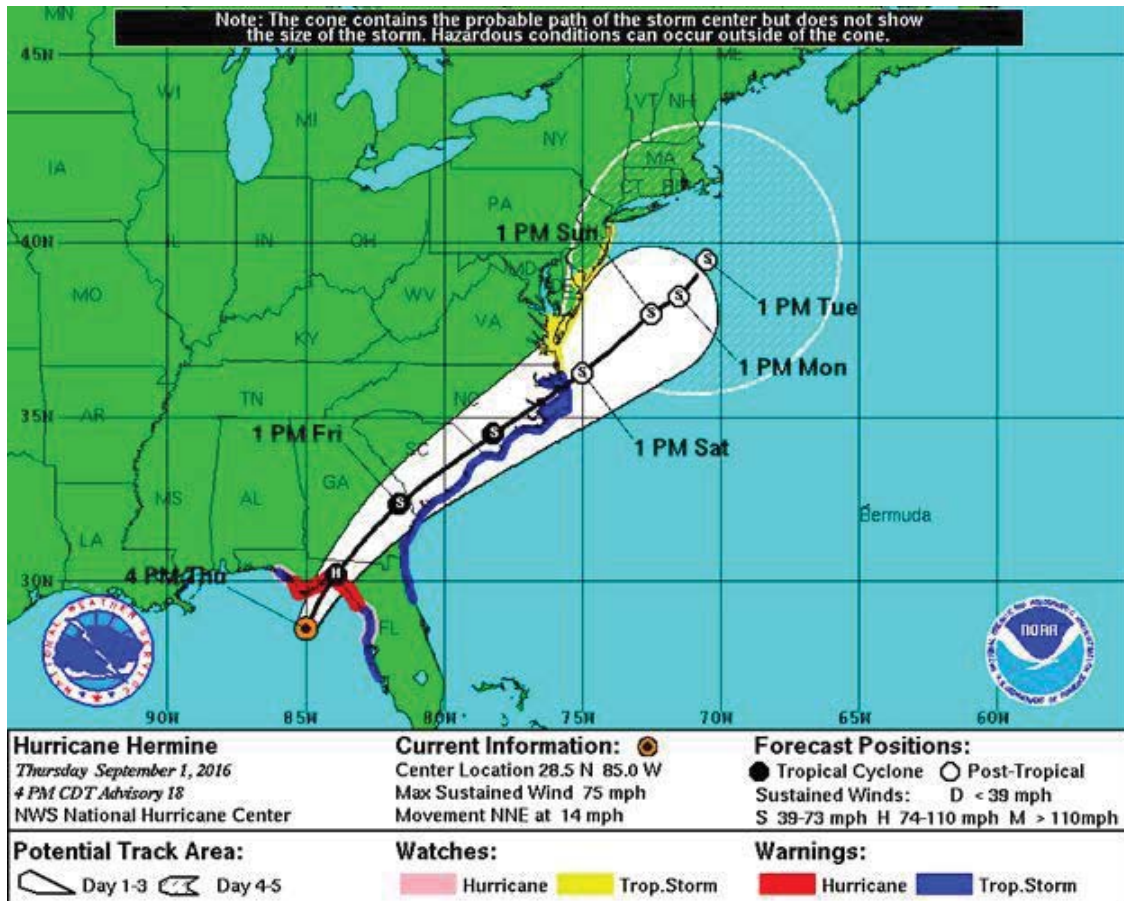 Note: The cone contains the probable path of the storm center but does not show
the size of the storm. Hazardous conditions can occur outside of the cone.
MN
ME
45N
WI
MI
VT
NH
NY
MA
CT
RI
IA
PA
1 PM Sun
40N
IL
IN
OH
MD
DE
MO
WV
KY
VA
1 PM Tue
1 PM Mon
TN
NC
AR
35N
1 PM Fri
SC
1 PM Sat
MS
AL
GA
Bermuda
LA
30N
4 PM Thu
FL
NATIONAL WEATHER SERVICE
NOAA
90W 85W 80W 75W 70W 65W 60W
S
S
S
S
S
S
H
Hurricane Hermine
Thursday September 1, 2016
4 PM CDT Advisory 18
NWS National Hurricane Center
Current Information:
Center Location 28.5 N 85.0 W
Max Sustained Wind 75 mph
Movement NNE at 14 mph
Forecast Positions:
Tropical Cyclone Post-Tropical
Sustained Winds: D < 39 mph
S 39-73 mph H 74-110 mph M > 110mph
Potential Track Area:
Day 1-3 Day 4-5
Watches:
Hurricane Trop.Storm
Warnings:
Hurricane Trop.Storm